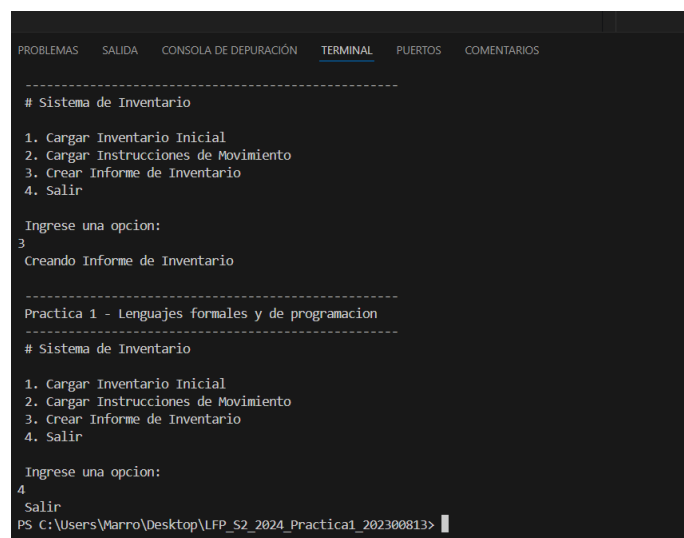 PROBLEMAS SALIDA CONSOLA DE DEPURACIÓN TERMINAL PUERTOS COMENTARIOS
----------------------------------------------------
# Sistema de Inventario
1. Cargar Inventario Inicial
2. Cargar Instrucciones de Movimiento
3. Crear Informe de Inventario
4. Salir
Ingrese una opcion:
3
Creando Informe de Inventario
----------------------------------------------------
Practica 1 - Lenguajes formales y de programacion
----------------------------------------------------
# Sistema de Inventario
1. Cargar Inventario Inicial
2. Cargar Instrucciones de Movimiento
3. Crear Informe de Inventario
4. Salir
Ingrese una opcion:
4
Salir
PS C:\Users\Marro\Desktop\LFP_S2_2024_Practica1_202300813>